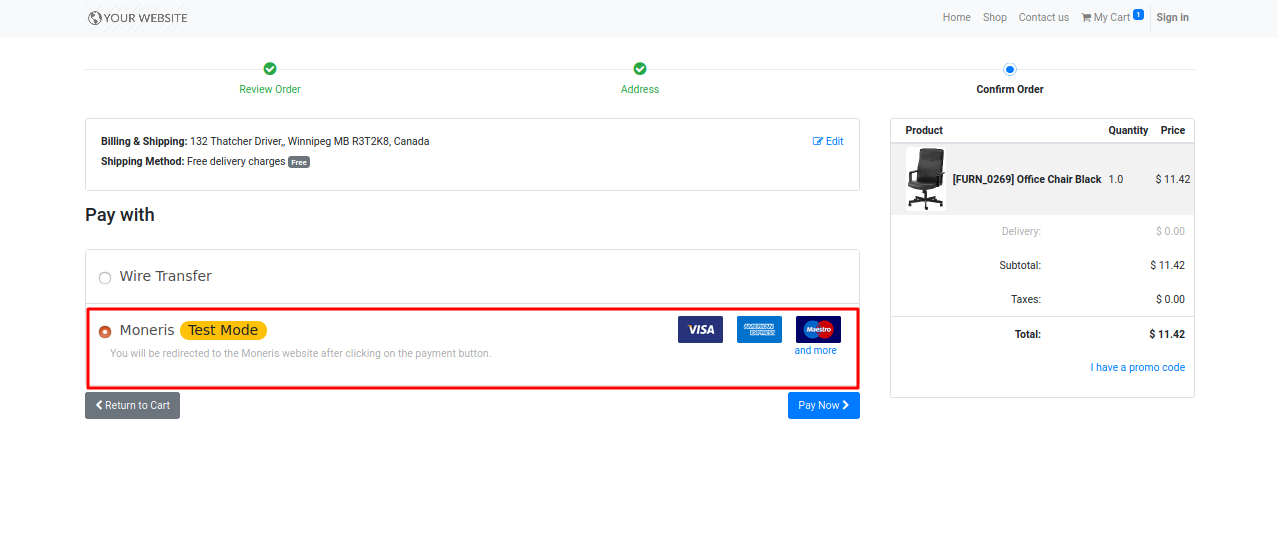 YOUR WEBSITE
Home Shop Contact us My Cart 1 Sign in
Review Order Address Confirm Order
Billing & Shipping: 132 Thatcher Driver,, Winnipeg MB R3T2K8, Canada
Edit
Shipping Method: Free delivery charges Free
Pay with
Wire Transfer
Moneris Test Mode
VISA AMERICAN EXPRESS Maestro
and more
You will be redirected to the Moneris website after clicking on the payment button.
Return to Cart
Pay Now
Product Quantity Price
[FURN_0269] Office Chair Black 1.0 $ 11.42
Delivery: $ 0.00
Subtotal: $ 11.42
Taxes: $ 0.00
Total: $ 11.42
I have a promo code